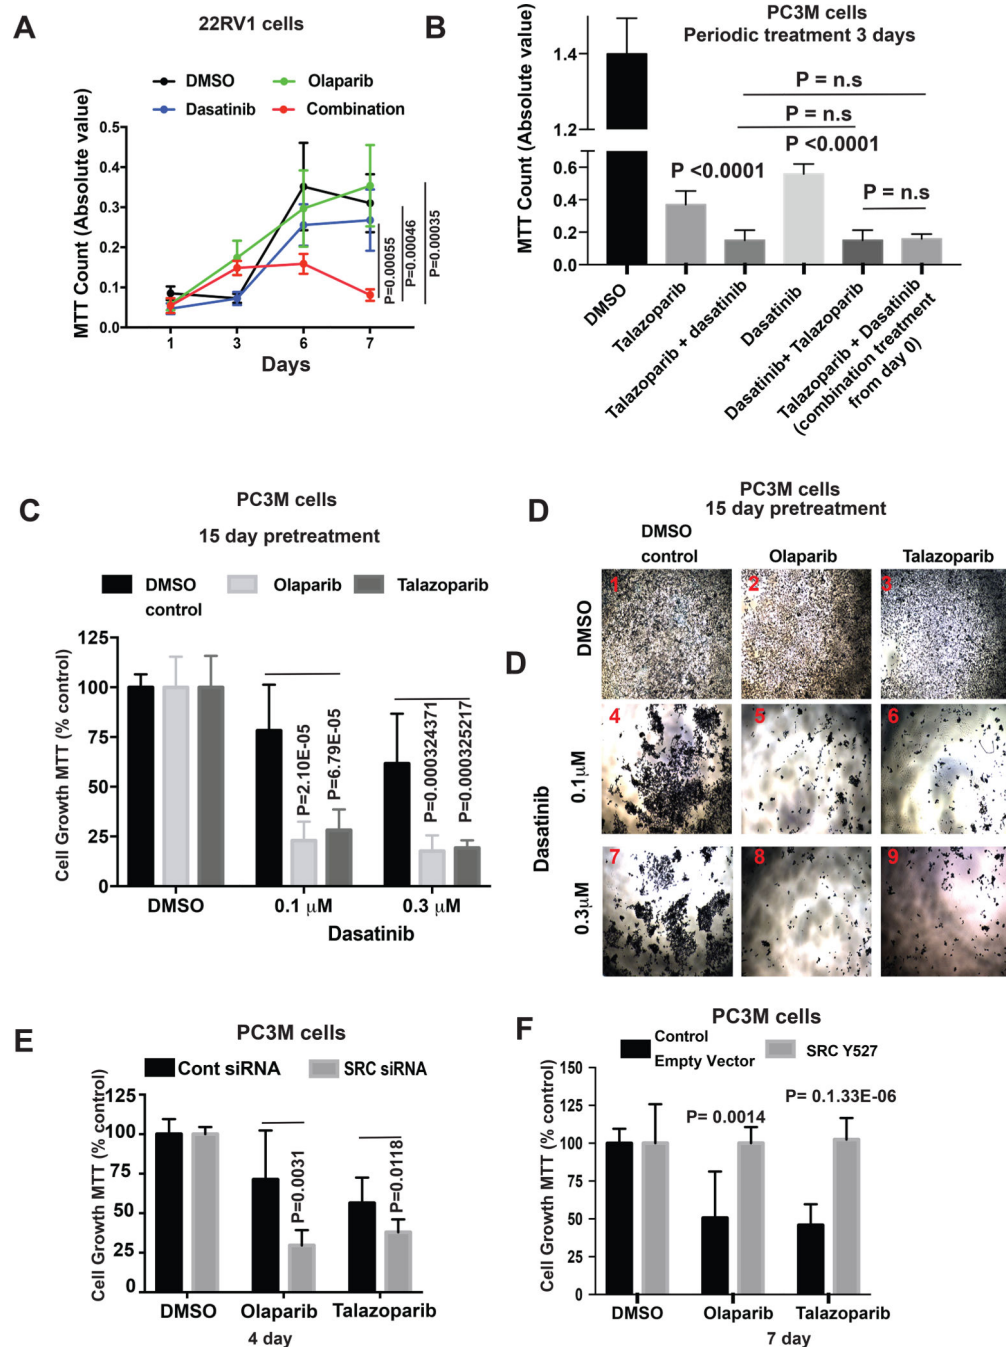 A
22RV1 cells
DMSO
Olaparib
Dasatinib
Combination
MTT Count (Absolute value)
0.5
0.4
0.3
0.2
0.1
0.0
1
3
6
7
Days
P=0.00055
P=0.00046
P=0.00035
B
PC3M cells
Periodic treatment 3 days
MTT Count (Absolute value)
1.4
1.2
0.6
0.4
0.2
0.0
P = n.s
P = n.s
P <0.0001
P <0.0001
P = n.s
DMSO
Talazoparib
Talazoparib + dasatinib
Dasatinib
Dasatinib+ Talazoparib
Talazoparib + Dasatinib
(combination treatment
from day 0)
C
PC3M cells
15 day pretreatment
DMSO
control
Olaparib
Talazoparib
Cell Growth MTT (% control)
125
100
75
50
25
0
P=2.10E-05
P=6.79E-05
P=0.000324371
P=0.000325217
DMSO
0.1 μM
0.3 μM
Dasatinib
D
PC3M cells
15 day pretreatment
DMSO
control
Olaparib
Talazoparib
DMSO
1
2
3
D
Dasatinib
0.1μM
4
5
6
0.3μM
7
8
9
E
PC3M cells
Cont siRNA
SRC siRNA
Cell Growth MTT (% control)
125
100
75
50
25
0
P=0.0031
P=0.0118
DMSO
Olaparib
Talazoparib
4 day
F
PC3M cells
Control
Empty Vector
SRC Y527
Cell Growth MTT (% control)
125
100
75
50
25
0
P= 0.0014
P= 0.1.33E-06
DMSO
Olaparib
Talazoparib
7 day